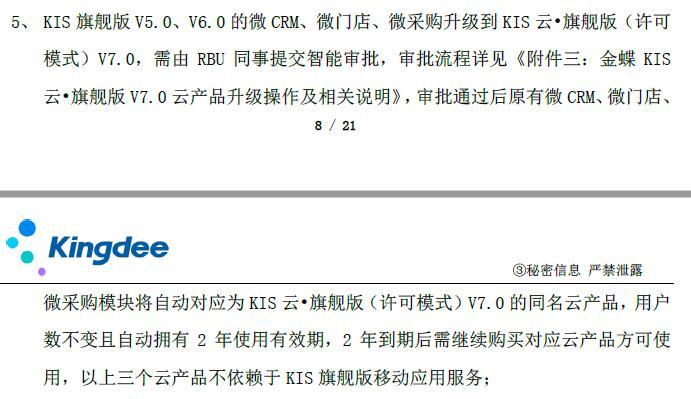 5、 KIS 旗舰版 V5.0、V6.0 的微 CRM、微门店、微采购升级到 KIS 云•旗舰版（许可
模式）V7.0，需由 RBU 同事提交智能审批，审批流程详见《附件三：金蝶 KIS
云•旗舰版 V7.0 云产品升级操作及相关说明》，审批通过后原有微 CRM、微门店、
8 / 21
Kingdee
③秘密信息 严禁泄露
微采购模块将自动对应为 KIS 云•旗舰版（许可模式）V7.0 的同名云产品，用户
数不变且自动拥有 2 年使用有效期，2 年到期后需继续购买对应云产品方可使
用，以上三个云产品不依赖于 KIS 旗舰版移动应用服务；